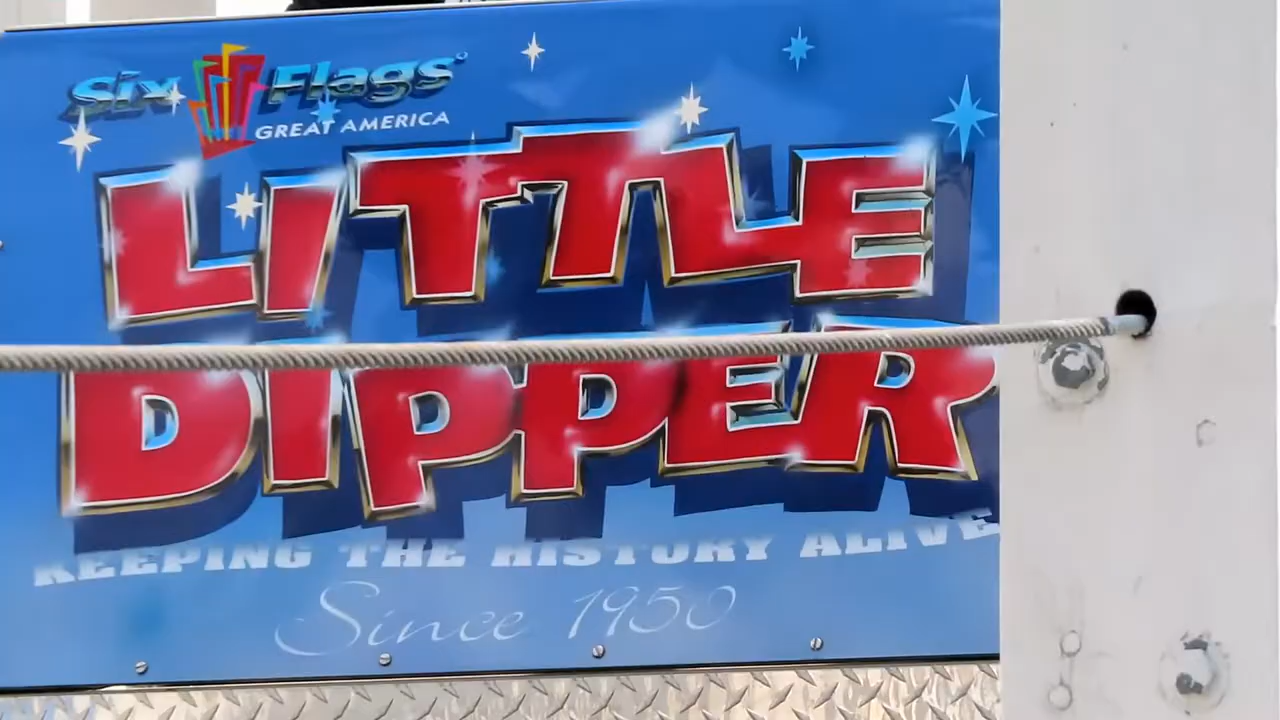 Six Flags
GREAT AMERICA
LITTLE
DIPPER
KEEPING THE HISTORY ALIVE
Since 1950